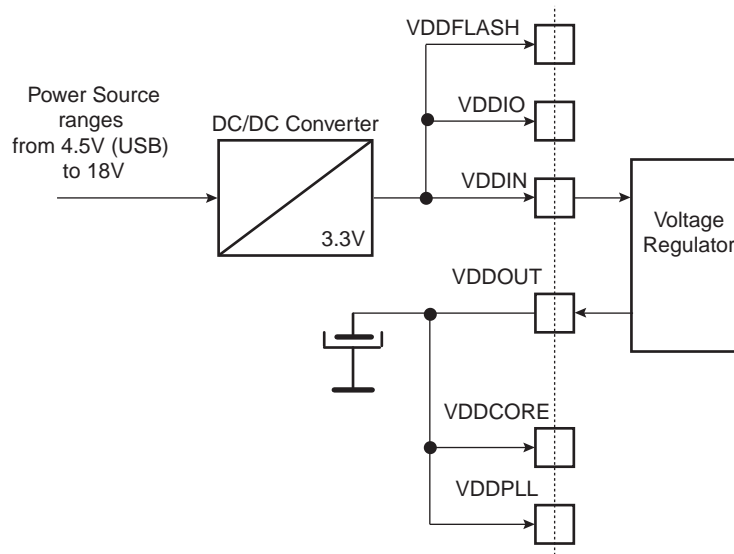 VDDFLASH
Power Source
ranges
from 4.5V (USB)
to 18V
DC/DC Converter
3.3V
VDDIO
VDDIN
Voltage
Regulator
VDDOUT
VDDCORE
VDDPLL